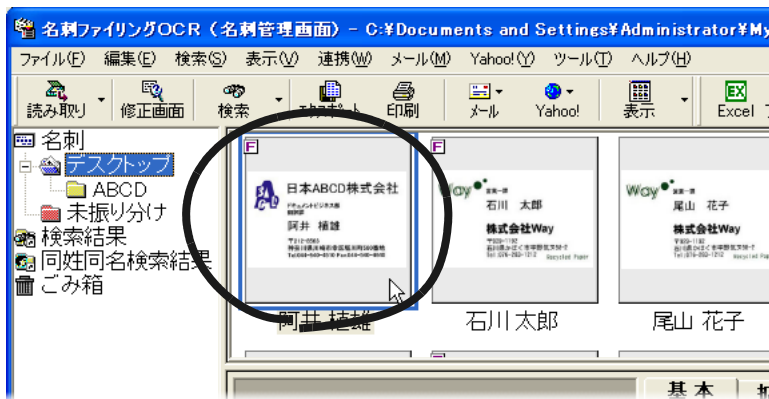 名刺ファイリングOCR（名刺管理画面）- C:¥Documents and Settings¥Administrator¥My
ファイル(F) 編集(E) 検索(S) 表示(V) 連携(W) メール(M) Yahoo!(Y) ツール(T) ヘルプ(H)
読み取り 修正画面 検索 エクスポート 印刷 メール Yahoo! 表示 Excel
名刺
デスクトップ
ABCD
未振り分け
検索結果
同姓同名検索結果
ごみ箱
日本ABCD株式会社
阿井 植雄
阿井 植雄
Way
石川 太郎
株式会社Way
Recycled Paper
石川 太郎
Way
尾山 花子
株式会社Way
Recycled Paper
尾山 花子
基本